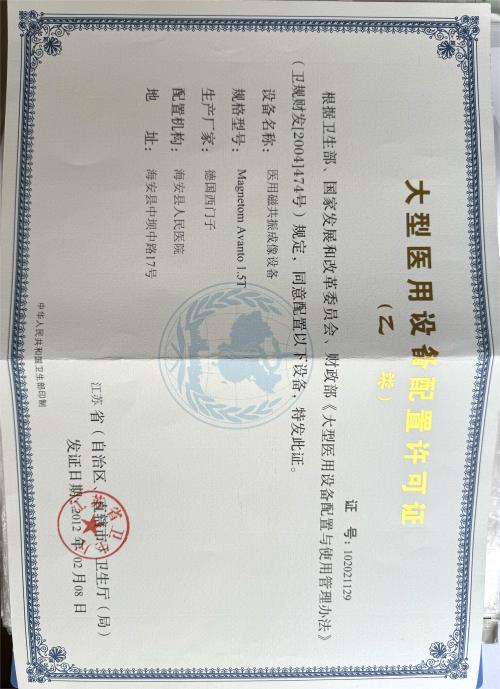 大型医用设备配置许可证
（乙 类）
证 号: 102021129
根据卫生部、国家发展和改革委员会、财政部《大型医用设备配置与使用管理办法》
（卫规财发[2004]474号）规定，同意配置以下设备，特发此证。
设备名称: 医用磁共振成像设备
规格型号: Magnetom Avanto 1.5T
生产厂家: 德国西门子
配置机构: 海安县人民医院
地 址: 海安县中坝中路17号
江苏 省（自治区、直辖市）卫生厅（局）
发证日期: 2012 年 02 月 08 日
中华人民共和国卫生部印制